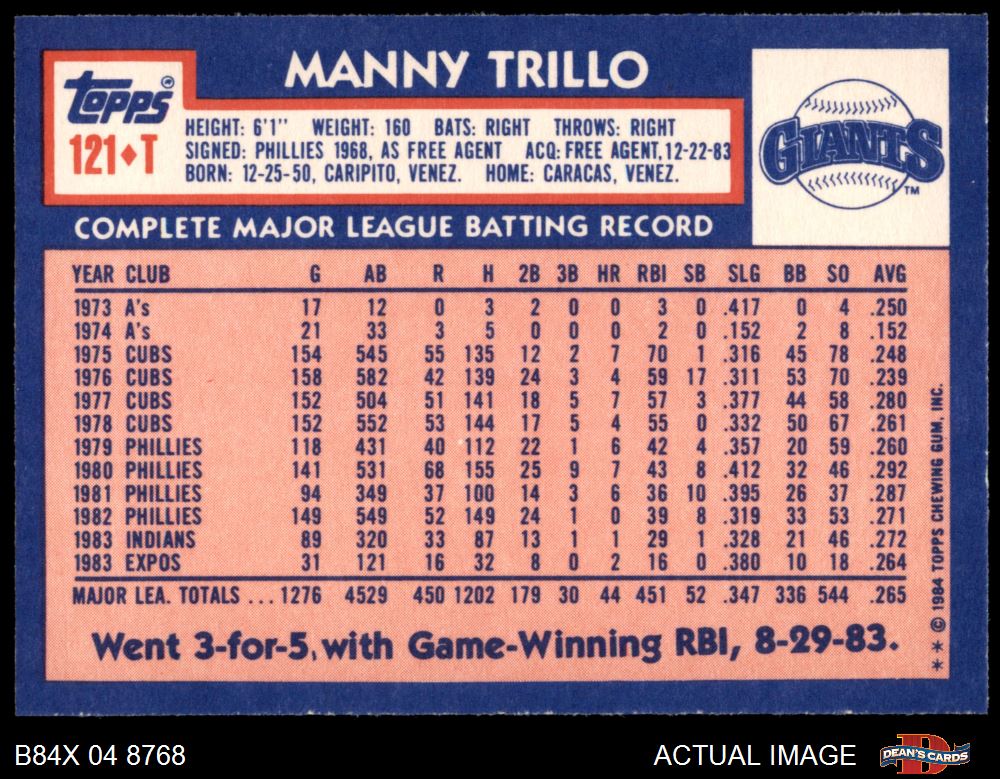 MANNY TRILLO
topps
121♦T
HEIGHT: 6'1" WEIGHT: 160 BATS: RIGHT THROWS: RIGHT
SIGNED: PHILLIES 1968, AS FREE AGENT ACQ: FREE AGENT, 12-22-83
BORN: 12-25-50, CARIPITO, VENEZ. HOME: CARACAS, VENEZ.
GIANTS
TM
COMPLETE MAJOR LEAGUE BATTING RECORD
YEAR CLUB G AB R H 2B 3B HR RBI SB SLG BB SO AVG
1973 A's 17 12 0 3 2 0 0 3 0 .417 0 4 .250
1974 A's 21 33 3 5 0 0 0 2 0 .152 2 8 .152
1975 CUBS 154 545 55 135 12 2 7 70 1 .316 45 78 .248
1976 CUBS 158 582 42 139 24 3 4 59 17 .311 53 70 .239
1977 CUBS 152 504 51 141 18 5 7 57 3 .377 44 58 .280
1978 CUBS 152 552 53 144 17 5 4 55 0 .332 50 67 .261
1979 PHILLIES 118 431 40 112 22 1 6 42 4 .357 20 59 .260
1980 PHILLIES 141 531 68 155 25 9 7 43 8 .412 32 46 .292
1981 PHILLIES 94 349 37 100 14 3 6 36 10 .395 26 37 .287
1982 PHILLIES 149 549 52 149 24 1 0 39 8 .319 33 53 .271
1983 INDIANS 89 320 33 87 13 1 1 29 1 .328 21 46 .272
1983 EXPOS 31 121 16 32 8 0 2 16 0 .380 10 18 .264
MAJOR LEA. TOTALS ... 1276 4529 450 1202 179 30 44 451 52 .347 336 544 .265
Went 3-for-5, with Game-Winning RBI, 8-29-83.
** © 1984 TOPPS CHEWING GUM, INC.
B84X 04 8768
ACTUAL IMAGE
DEAN'S CARDS